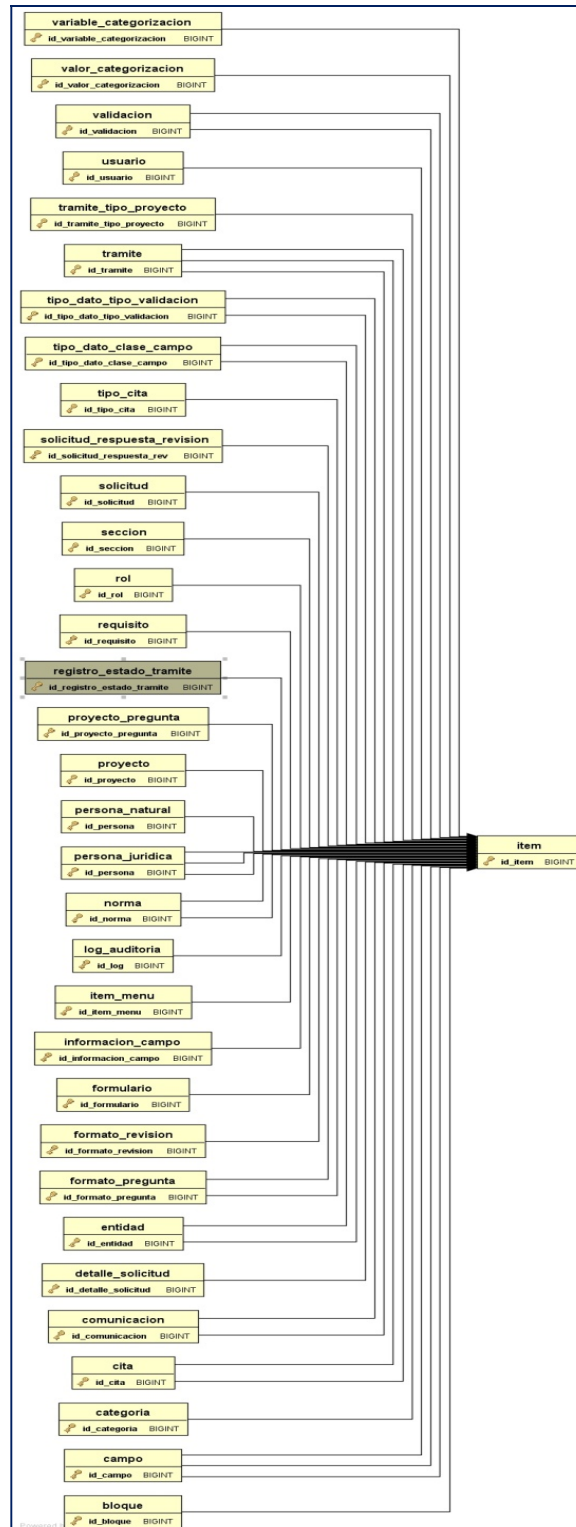 variable_categorizacion
id_variable_categorizacion BIGINT
valor_categorizacion
id_valor_categorizacion BIGINT
validacion
id_validacion BIGINT
usuario
id_usuario BIGINT
tramite_tipo_proyecto
id_tramite_tipo_proyecto BIGINT
tramite
id_tramite BIGINT
tipo_dato_tipo_validacion
id_tipo_dato_tipo_validacion BIGINT
tipo_dato_clase_campo
id_tipo_dato_clase_campo BIGINT
tipo_cita
id_tipo_cita BIGINT
solicitud_respuesta_revision
id_solicitud_respuesta_rev BIGINT
solicitud
id_solicitud BIGINT
seccion
id_seccion BIGINT
rol
id_rol BIGINT
requisito
id_requisito BIGINT
registro_estado_tramite
id_registro_estado_tramite BIGINT
proyecto_pregunta
id_proyecto_pregunta BIGINT
proyecto
id_proyecto BIGINT
persona_natural
id_persona BIGINT
item
persona_juridica
id_persona BIGINT
id_item BIGINT
norma
id_norma BIGINT
log_auditoria
id_log BIGINT
item_menu
id_item_menu BIGINT
informacion_campo
id_informacion_campo BIGINT
formulario
id_formulario BIGINT
formato_revision
id_formato_revision BIGINT
formato_pregunta
id_formato_pregunta BIGINT
entidad
id_entidad BIGINT
detalle_solicitud
id_detalle_solicitud BIGINT
comunicacion
id_comunicacion BIGINT
cita
id_cita BIGINT
categoria
id_categoria BIGINT
campo
id_campo BIGINT
bloque
id_bloque BIGINT